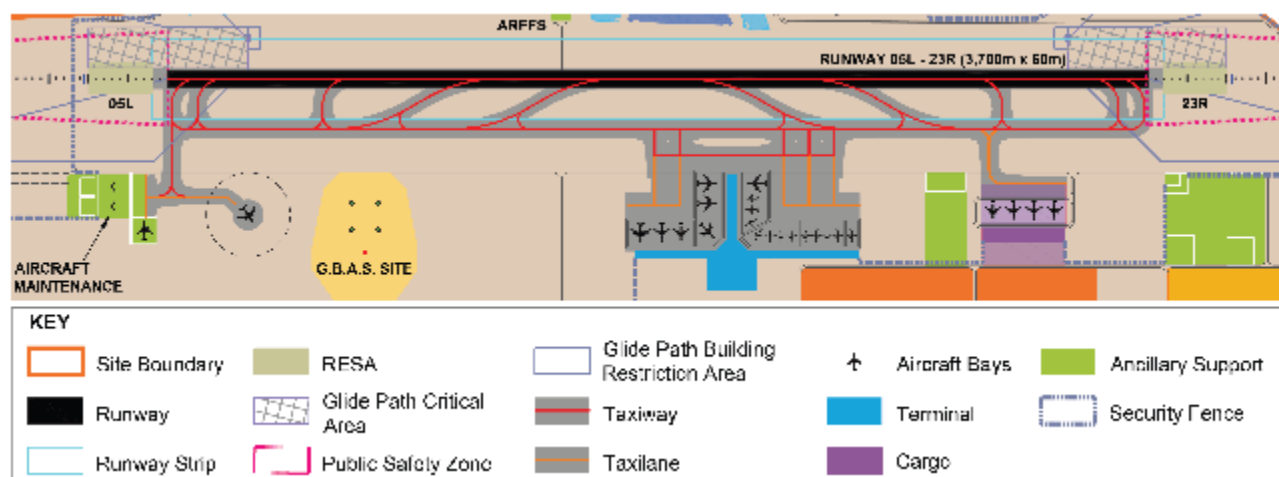 ARFFS
RUNWAY 05L - 23R (3,700m x 60m)
05L
23R
G.B.A.S. SITE
AIRCRAFT
MAINTENANCE
KEY
Site Boundary
RESA
Glide Path Building
Restriction Area
Aircraft Bays
Ancillary Support
Runway
Glide Path Critical
Area
Taxiway
Terminal
Security Fence
Runway Strip
Public Safety Zone
Taxilane
Cargo